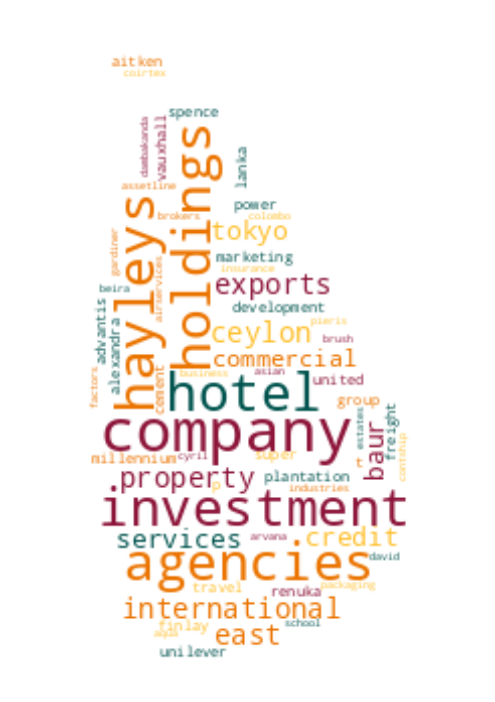 aitken
coirtex
spence
dambakanda
vauxhall
holdings
lanka
assetline
hayleys
power
brokers
colombo
tokyo
gardiner
airservices
marketing
insurance
exports
beira
advantis
alexandra
development
ceylon
pieris
brush
commercial
factors
cement
business
asian
united
hotel
group
company
estates
freight
contship
baur
millennium
cyril
super
t
property
p
plantation
industries
investment
services
arvana
. credit
agencies
david
travel
renuka
packaging
international
finlay
aqua
school
east
unilever